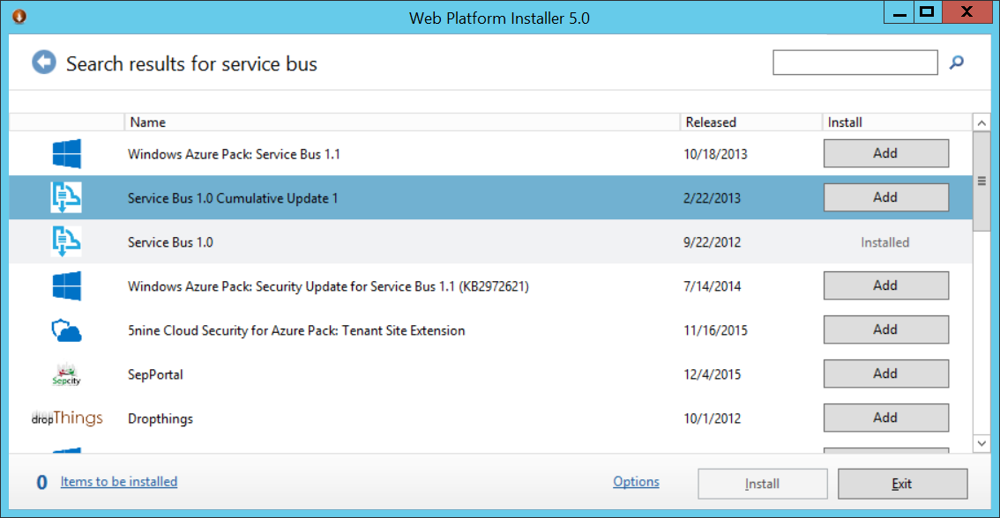 Web Platform Installer 5.0
Search results for service bus
Name Released Install
Windows Azure Pack: Service Bus 1.1 10/18/2013 Add
Service Bus 1.0 Cumulative Update 1 2/22/2013 Add
Service Bus 1.0 9/22/2012 Installed
Windows Azure Pack: Security Update for Service Bus 1.1 (KB2972621) 7/14/2014 Add
5nine Cloud Security for Azure Pack: Tenant Site Extension 11/16/2015 Add
Sepcity SepPortal 12/4/2015 Add
dropThings Dropthings 10/1/2012 Add
0 Items to be installed Options Install Exit